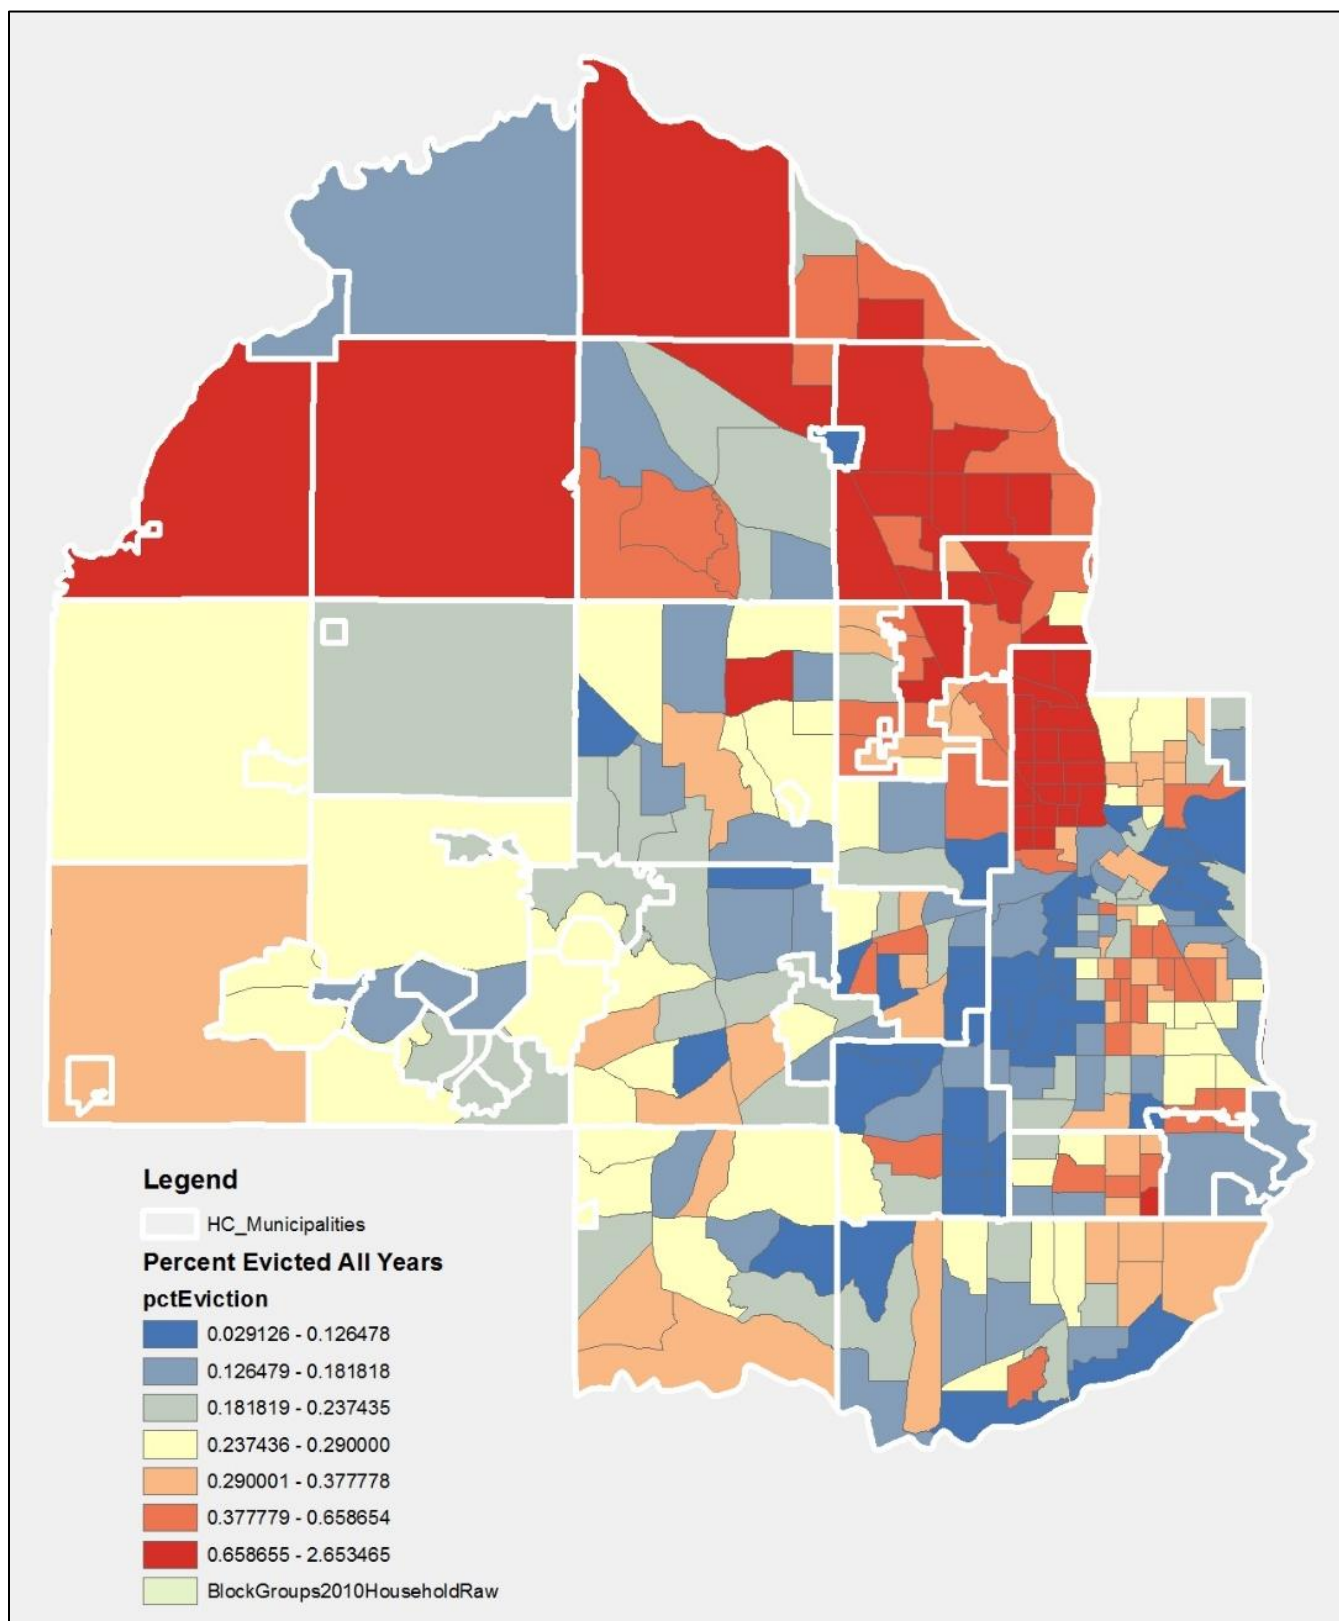 Legend
HC_Municipalities
Percent Evicted All Years
pctEviction
0.029126 - 0.126478
0.126479 - 0.181818
0.181819 - 0.237435
0.237436 - 0.290000
0.290001 - 0.377778
0.377779 - 0.658654
0.658655 - 2.653465
BlockGroups2010HouseholdRaw